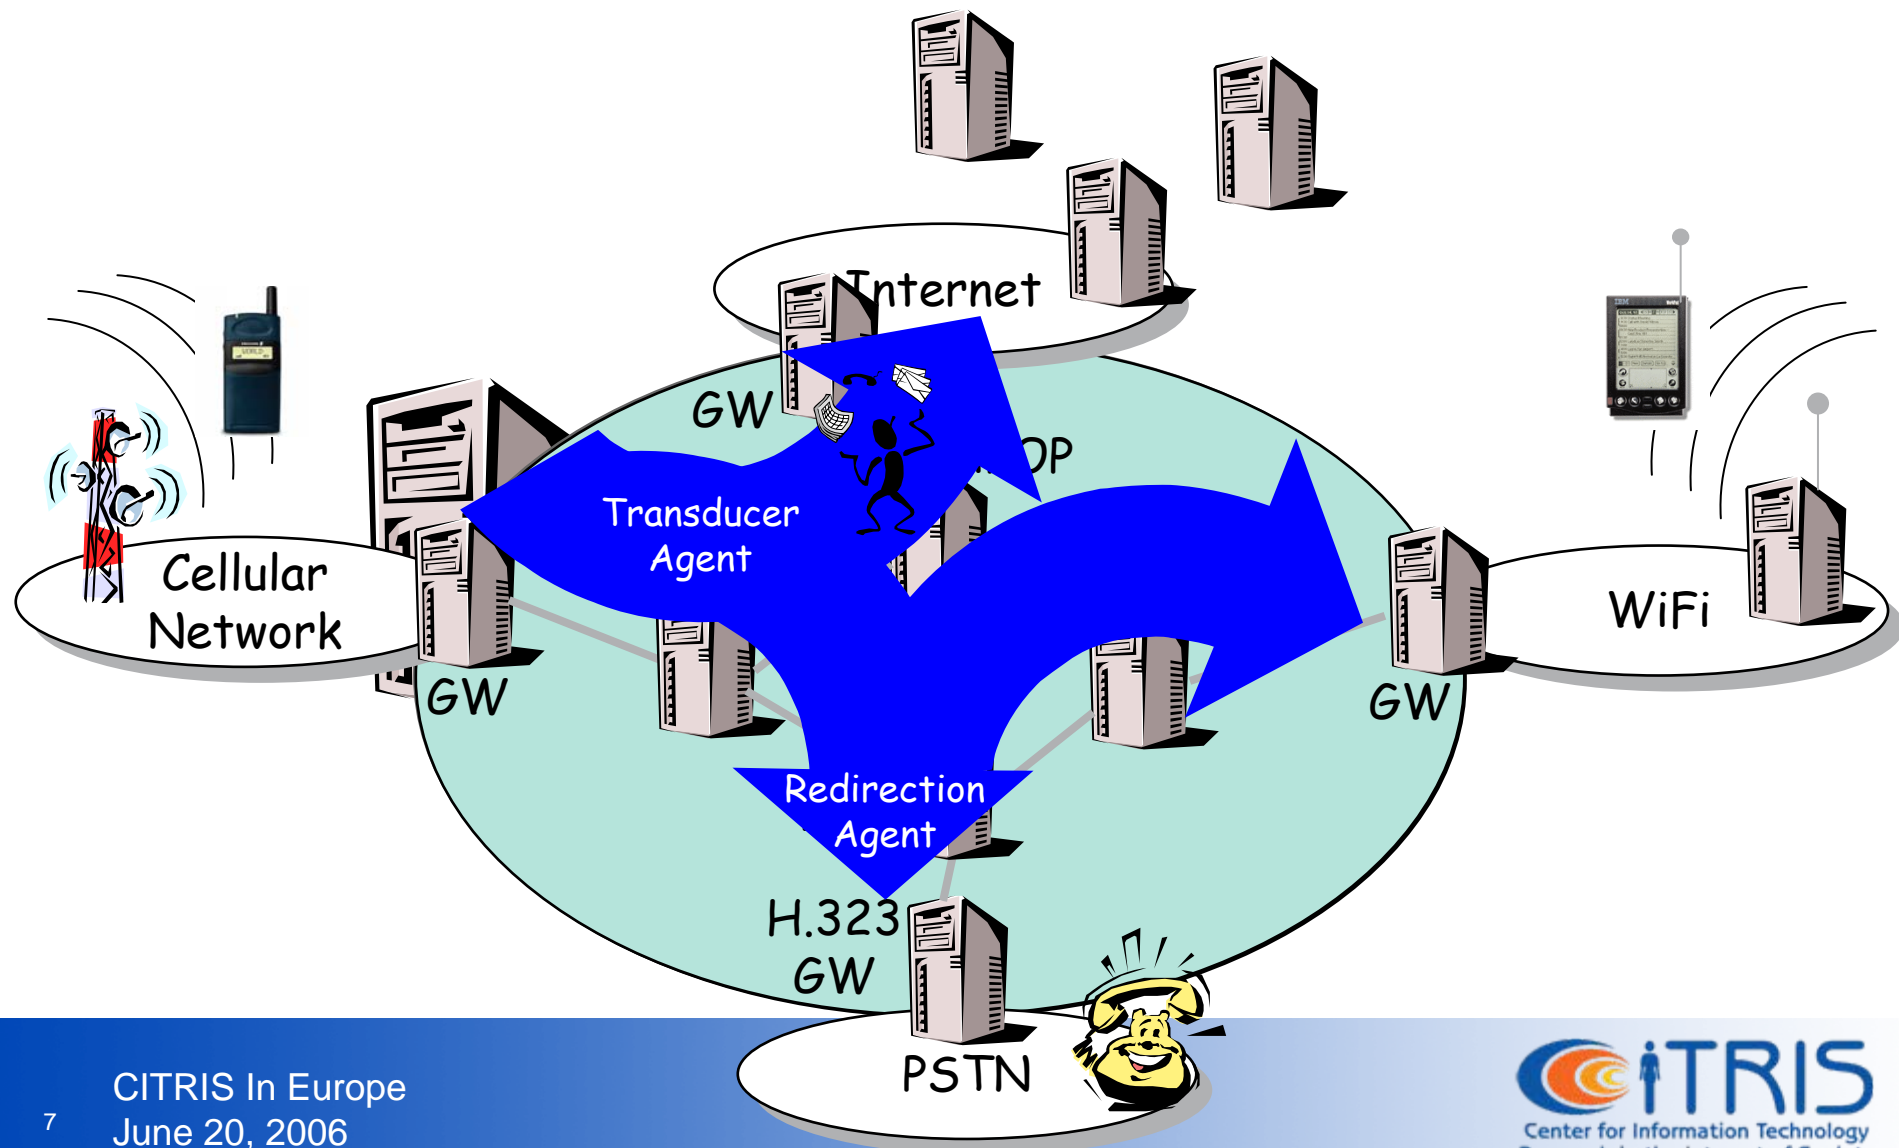 Internet
GW
OP
Transducer
Agent
Cellular
Network
WiFi
GW
GW
Redirection
Agent
H.323
GW
PSTN
CITRIS In Europe
7
June 20, 2006
CiTRIS
Center for Information Technology